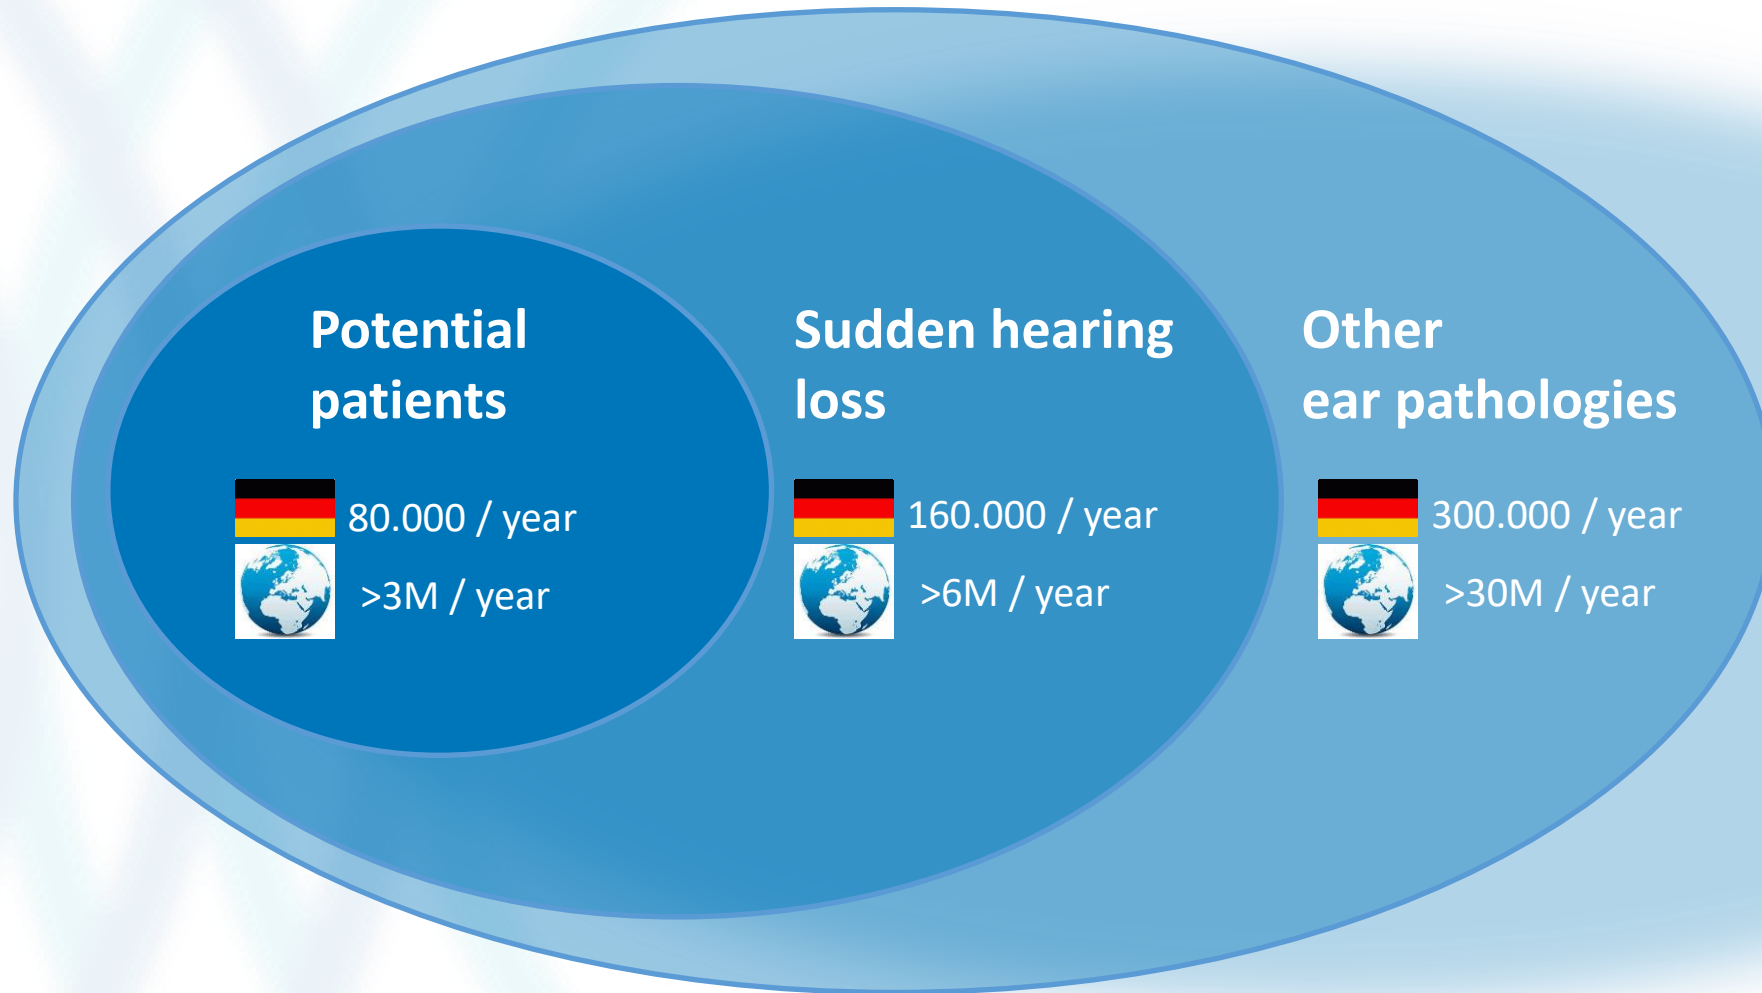 Potential
patients
80.000 / year
>3M / year
Sudden hearing
loss
160.000 / year
>6M / year
Other
ear pathologies
300.000 / year
>30M / year